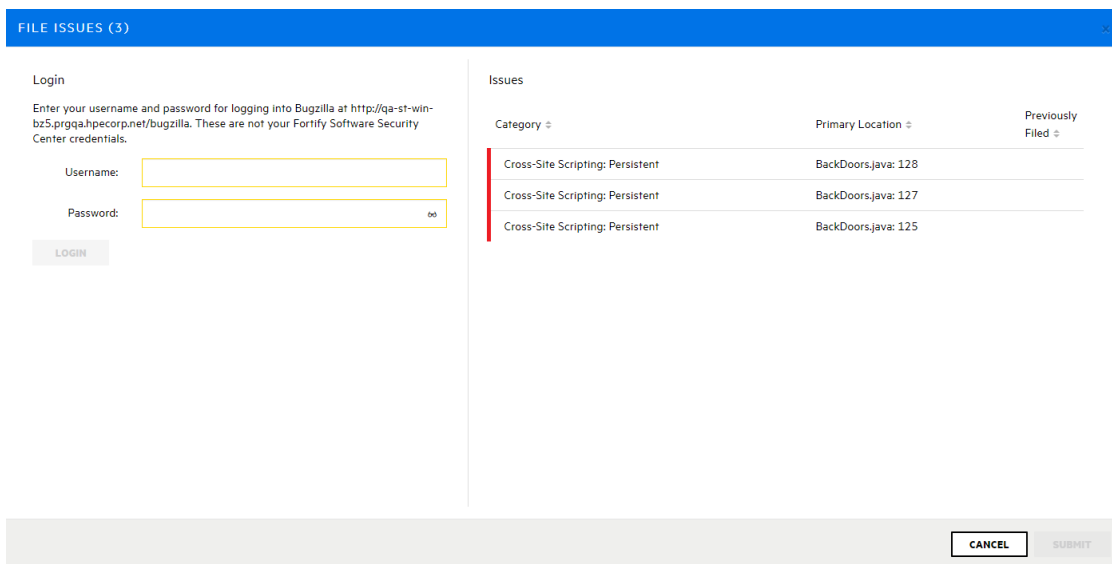 FILE ISSUES (3)
Login
Enter your username and password for logging into Bugzilla at http://qa-st-win-
bz5.prgqa.hpecorp.net/bugzilla. These are not your Fortify Software Security
Center credentials.
Username:
Password:
LOGIN
Issues
Category
Primary Location
Previously
Filed
Cross-Site Scripting: Persistent
BackDoors.java: 128
Cross-Site Scripting: Persistent
BackDoors.java: 127
Cross-Site Scripting: Persistent
BackDoors.java: 125
CANCEL
SUBMIT